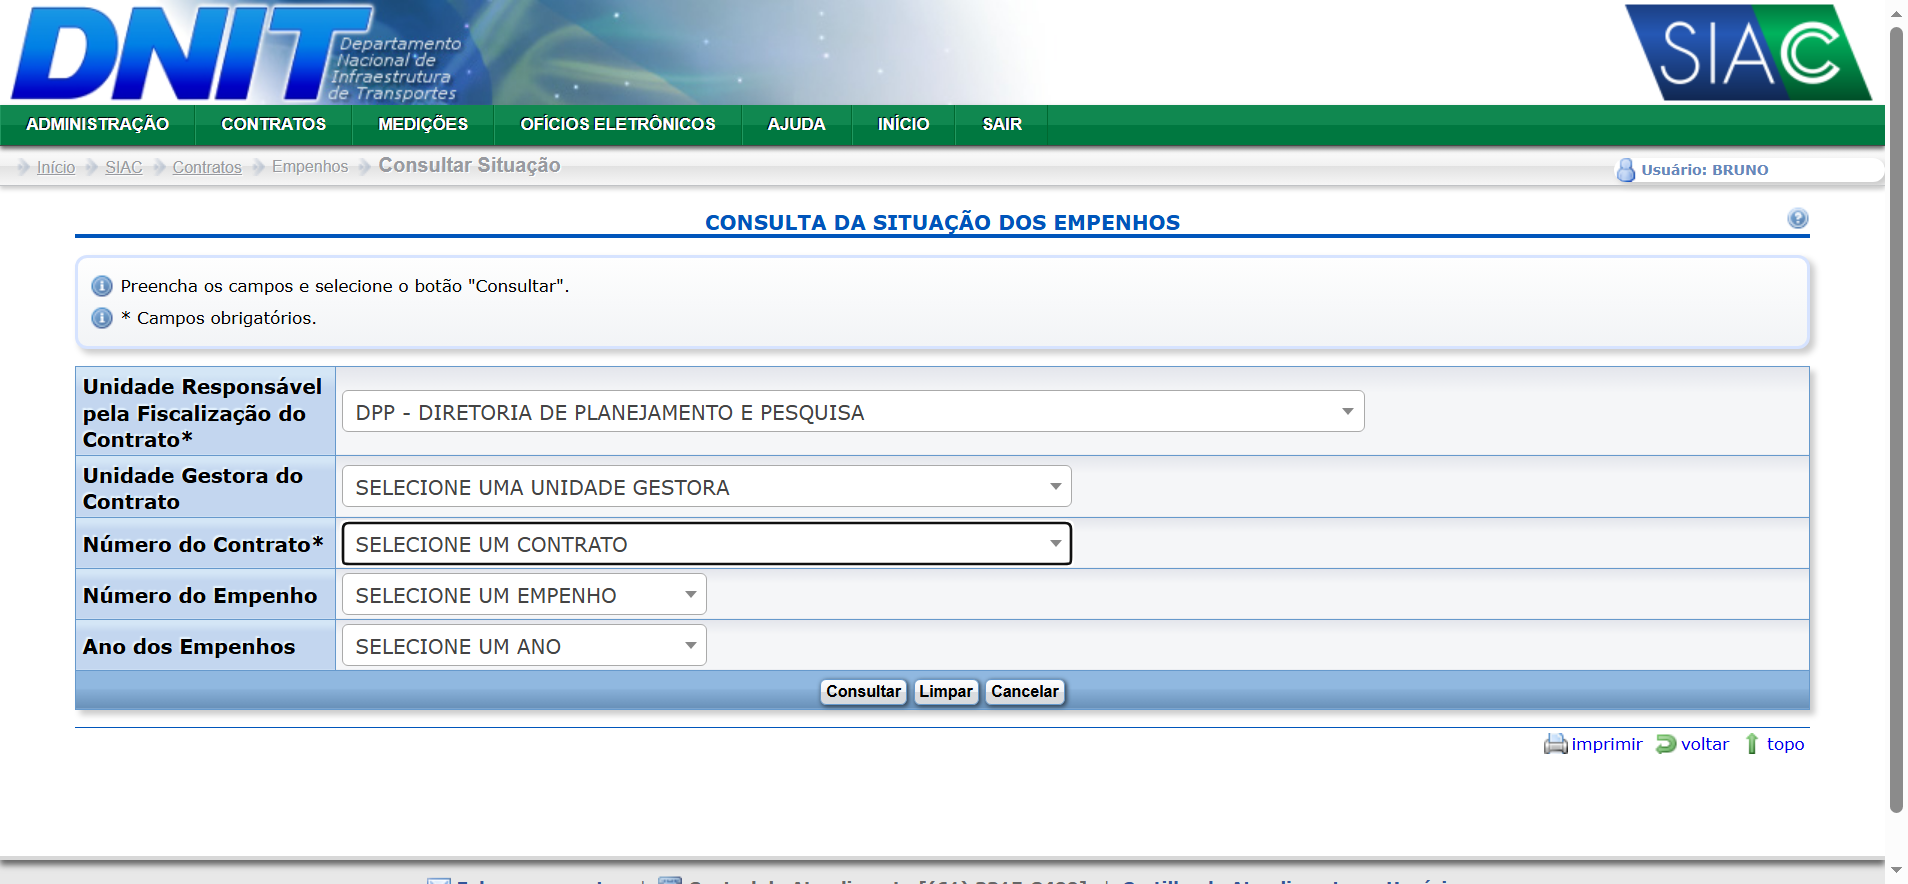 DNIT
Departamento
Nacional de
Infraestrutura
de Transportes
SIAC
ADMINISTRAÇÃO CONTRATOS MEDIÇÕES OFÍCIOS ELETRÔNICOS AJUDA INÍCIO SAIR
Início SIAC Contratos Empenhos Consultar Situação
Usuário: BRUNO
CONSULTA DA SITUAÇÃO DOS EMPENHOS
Preencha os campos e selecione o botão "Consultar".
* Campos obrigatórios.
Unidade Responsável
pela Fiscalização do
Contrato*
DPP - DIRETORIA DE PLANEJAMENTO E PESQUISA
Unidade Gestora do
Contrato
SELECIONE UMA UNIDADE GESTORA
Número do Contrato*
SELECIONE UM CONTRATO
Número do Empenho
SELECIONE UM EMPENHO
Ano dos Empenhos
SELECIONE UM ANO
Consultar Limpar Cancelar
imprimir voltar topo